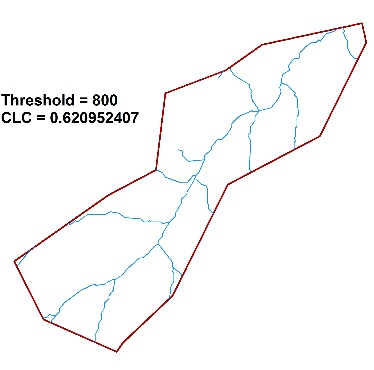 Threshold = 800
CLC = 0.620952407